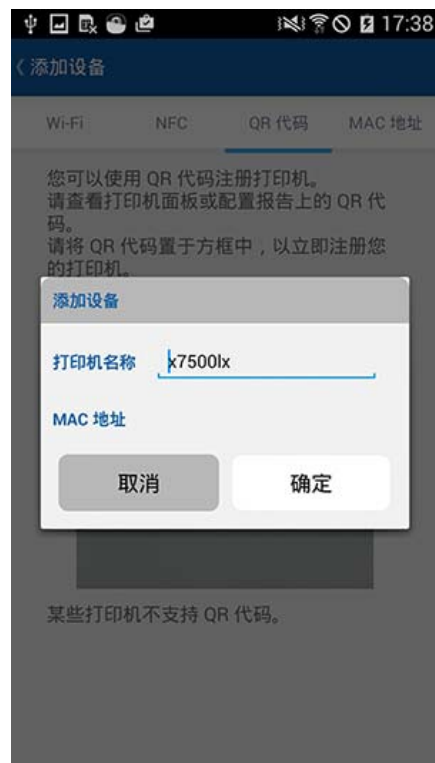 17:38
添加设备
Wi-Fi NFC QR 代码 MAC 地址
您可以使用 QR 代码注册打印机。
请查看打印机面板或配置报告上的 QR 代
码。
请将 QR 代码置于方框中，以立即注册您
的打印机。
添加设备
打印机名称 x7500lx
MAC 地址
取消 确定
某些打印机不支持 QR 代码。